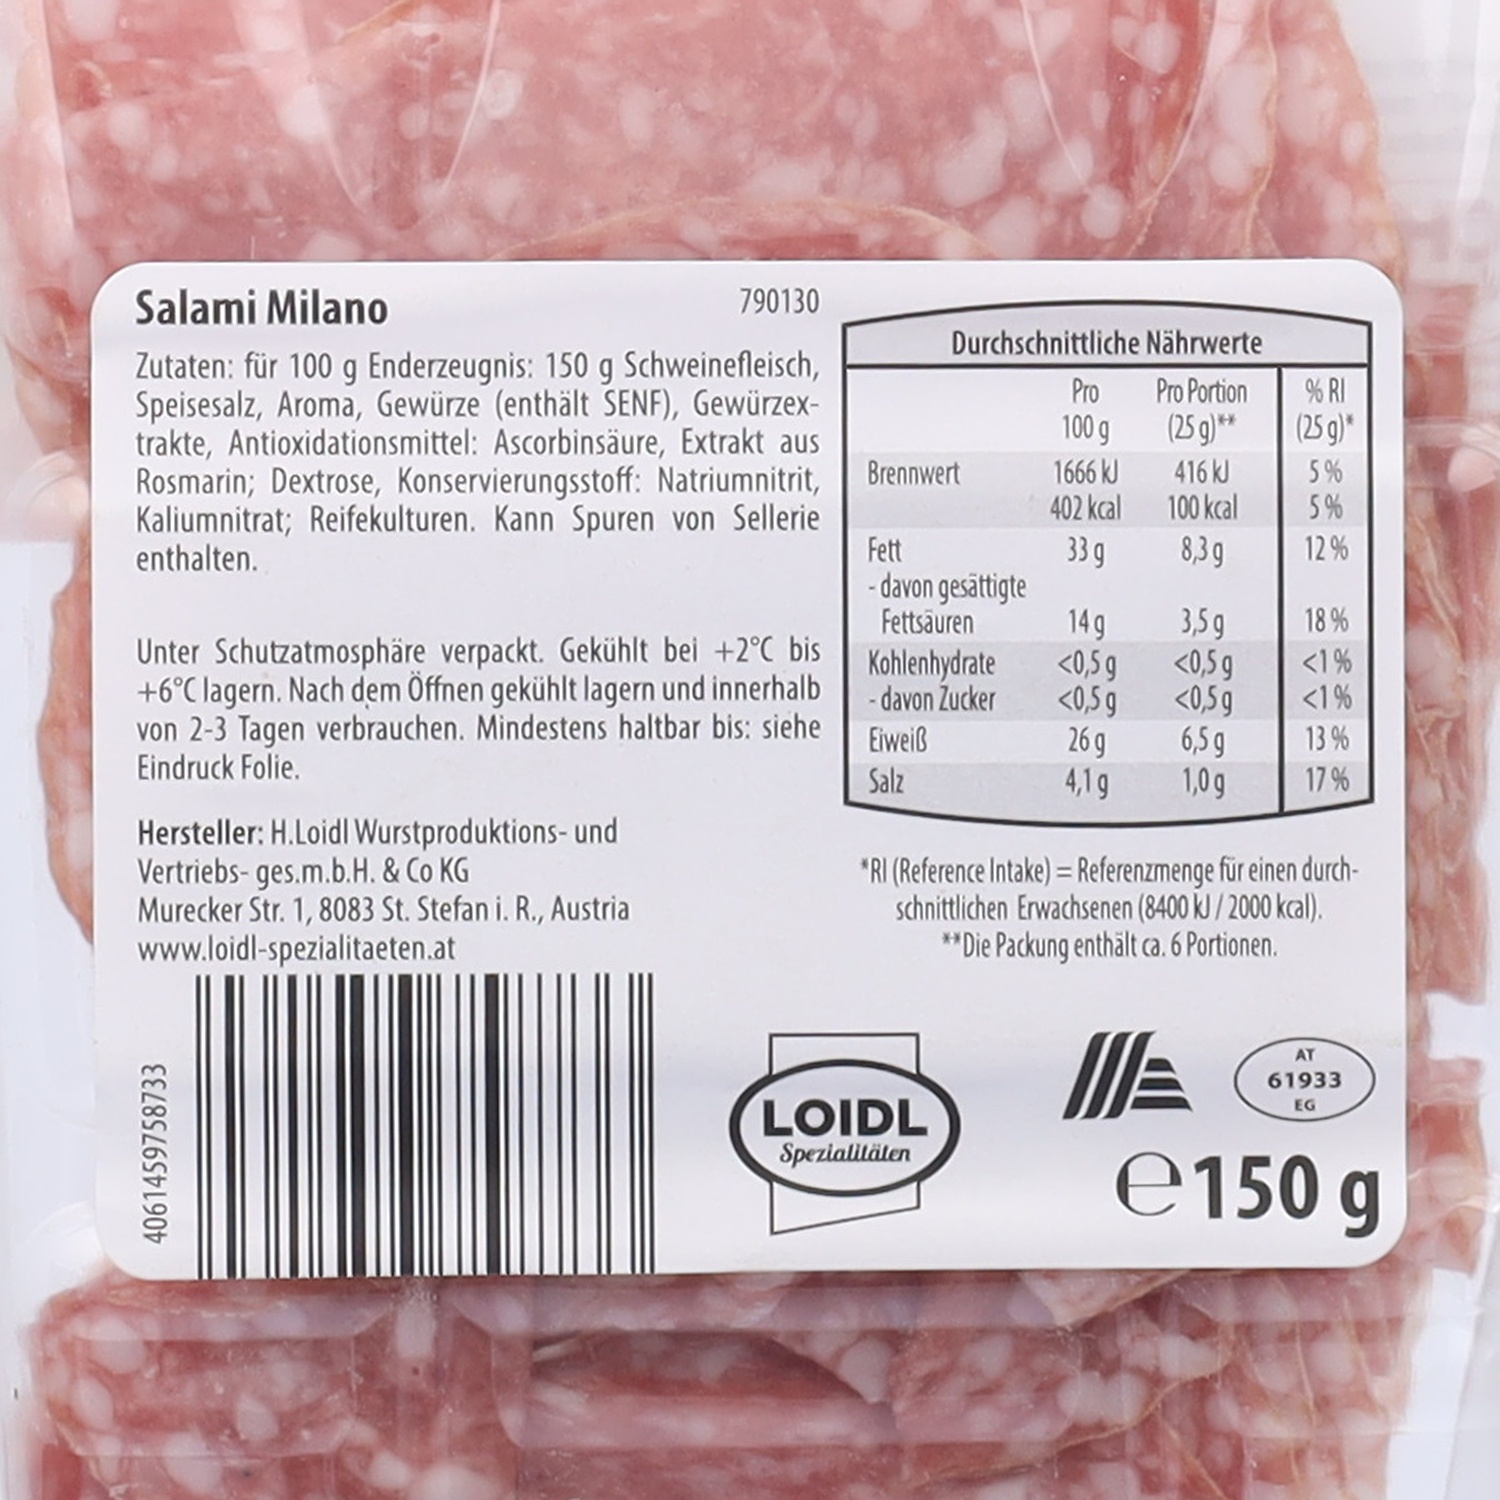 Salami Milano
790130
Zutaten: für 100 g Enderzeugnis: 150 g Schweinefleisch,
Speisesalz, Aroma, Gewürze (enthält SENF), Gewürzex-
trakte, Antioxidationsmittel: Ascorbinsäure, Extrakt aus
Rosmarin; Dextrose, Konservierungsstoff: Natriumnitrit,
Kaliumnitrat; Reifekulturen. Kann Spuren von Sellerie
enthalten.
Unter Schutzatmosphäre verpackt. Gekühlt bei +2°C bis
+6°C lagern. Nach dem Öffnen gekühlt lagern und innerhalb
von 2-3 Tagen verbrauchen. Mindestens haltbar bis: siehe
Eindruck Folie.
Hersteller: H.Loidl Wurstproduktions- und
Vertriebs- ges.m.b.H. & Co KG
Murecker Str. 1, 8083 St. Stefan i. R., Austria
www.loidl-spezialitaeten.at
4061459758733
Durchschnittliche Nährwerte
Pro Pro Portion % RI
100 g (25 g)** (25 g)*
Brennwert 1666 kJ 416 kJ 5 %
402 kcal 100 kcal 5 %
Fett 33 g 8,3 g 12 %
- davon gesättigte
Fettsäuren 14 g 3,5 g 18 %
Kohlenhydrate <0,5 g <0,5 g <1 %
- davon Zucker <0,5 g <0,5 g <1 %
Eiweiß 26 g 6,5 g 13 %
Salz 4,1 g 1,0 g 17 %
*RI (Reference Intake) = Referenzmenge für einen durch-
schnittlichen Erwachsenen (8400 kJ / 2000 kcal).
**Die Packung enthält ca. 6 Portionen.
LOIDL
Spezialitäten
AT
61933
EG
℮150 g